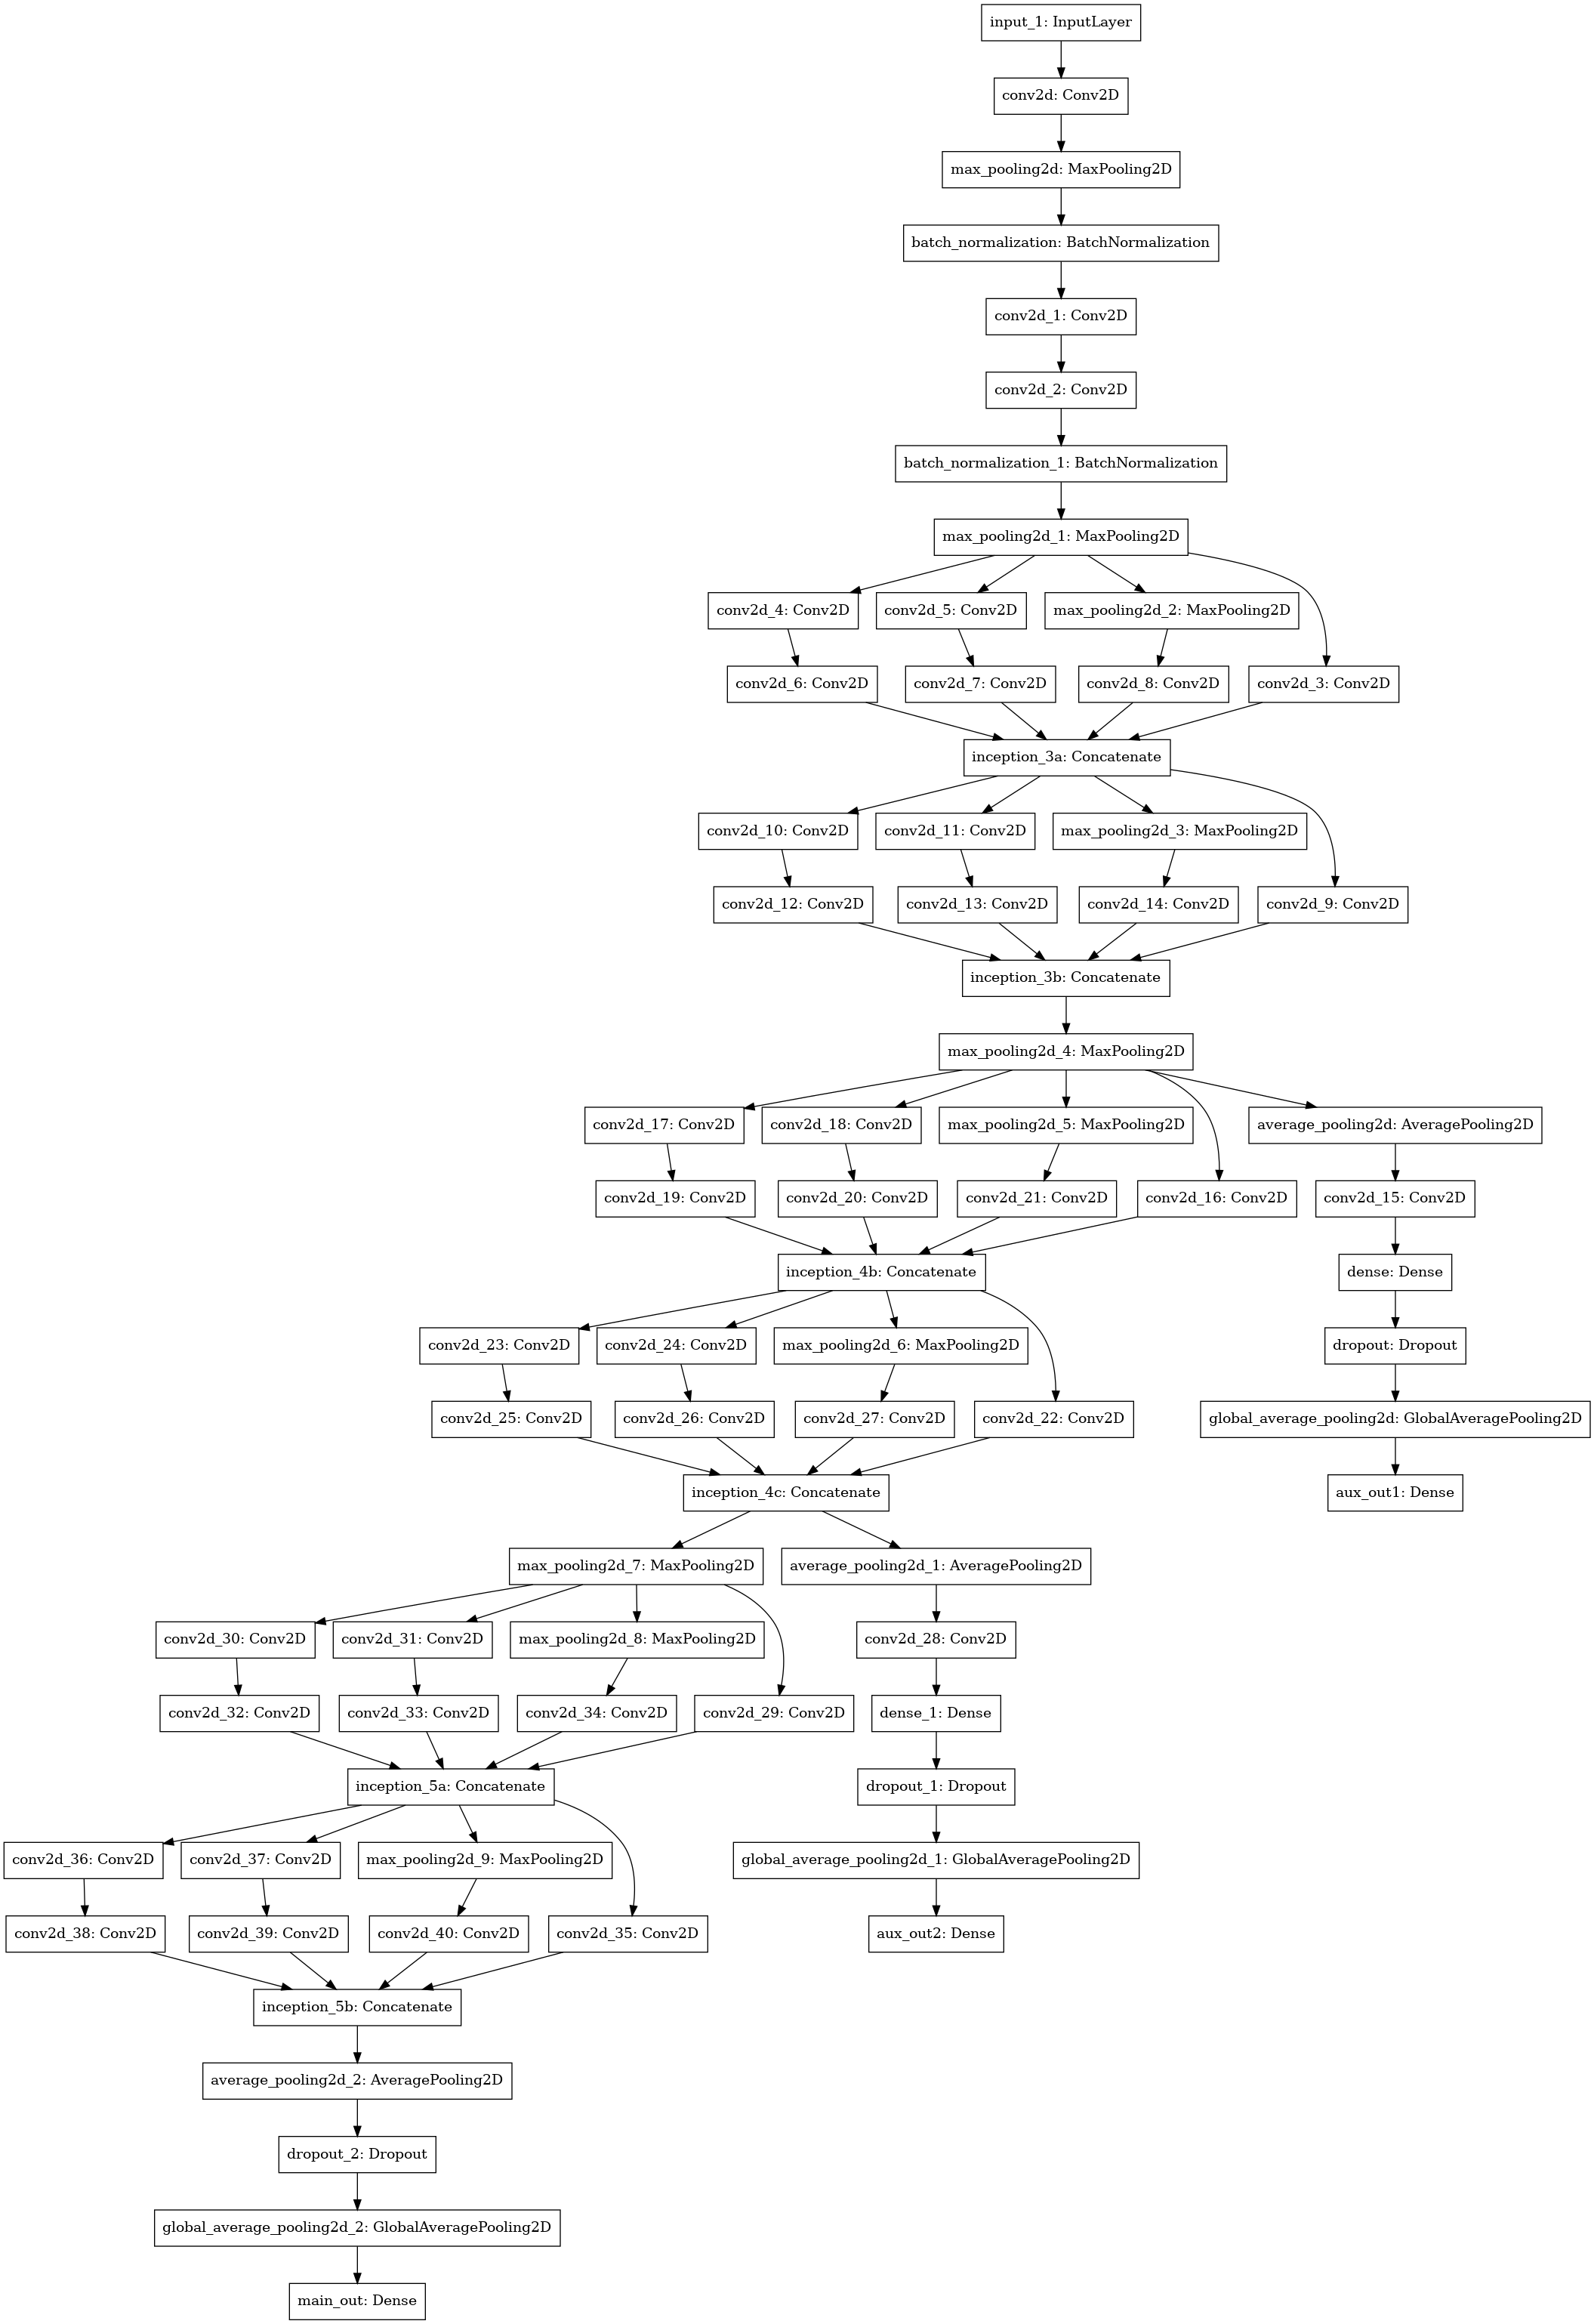 input_1: InputLayer
conv2d: Conv2D
max_pooling2d: MaxPooling2D
batch_normalization: BatchNormalization
conv2d_1: Conv2D
conv2d_2: Conv2D
batch_normalization_1: BatchNormalization
max_pooling2d_1: MaxPooling2D
conv2d_4: Conv2D
conv2d_5: Conv2D
max_pooling2d_2: MaxPooling2D
conv2d_6: Conv2D
conv2d_7: Conv2D
conv2d_8: Conv2D
conv2d_3: Conv2D
inception_3a: Concatenate
conv2d_10: Conv2D
conv2d_11: Conv2D
max_pooling2d_3: MaxPooling2D
conv2d_12: Conv2D
conv2d_13: Conv2D
conv2d_14: Conv2D
conv2d_9: Conv2D
inception_3b: Concatenate
max_pooling2d_4: MaxPooling2D
conv2d_17: Conv2D
conv2d_18: Conv2D
max_pooling2d_5: MaxPooling2D
average_pooling2d: AveragePooling2D
conv2d_19: Conv2D
conv2d_20: Conv2D
conv2d_21: Conv2D
conv2d_16: Conv2D
conv2d_15: Conv2D
inception_4b: Concatenate
dense: Dense
conv2d_23: Conv2D
conv2d_24: Conv2D
max_pooling2d_6: MaxPooling2D
dropout: Dropout
conv2d_25: Conv2D
conv2d_26: Conv2D
conv2d_27: Conv2D
conv2d_22: Conv2D
global_average_pooling2d: GlobalAveragePooling2D
inception_4c: Concatenate
aux_out1: Dense
max_pooling2d_7: MaxPooling2D
average_pooling2d_1: AveragePooling2D
conv2d_30: Conv2D
conv2d_31: Conv2D
max_pooling2d_8: MaxPooling2D
conv2d_28: Conv2D
conv2d_32: Conv2D
conv2d_33: Conv2D
conv2d_34: Conv2D
conv2d_29: Conv2D
dense_1: Dense
inception_5a: Concatenate
dropout_1: Dropout
conv2d_36: Conv2D
conv2d_37: Conv2D
max_pooling2d_9: MaxPooling2D
global_average_pooling2d_1: GlobalAveragePooling2D
conv2d_38: Conv2D
conv2d_39: Conv2D
conv2d_40: Conv2D
conv2d_35: Conv2D
aux_out2: Dense
inception_5b: Concatenate
average_pooling2d_2: AveragePooling2D
dropout_2: Dropout
global_average_pooling2d_2: GlobalAveragePooling2D
main_out: Dense